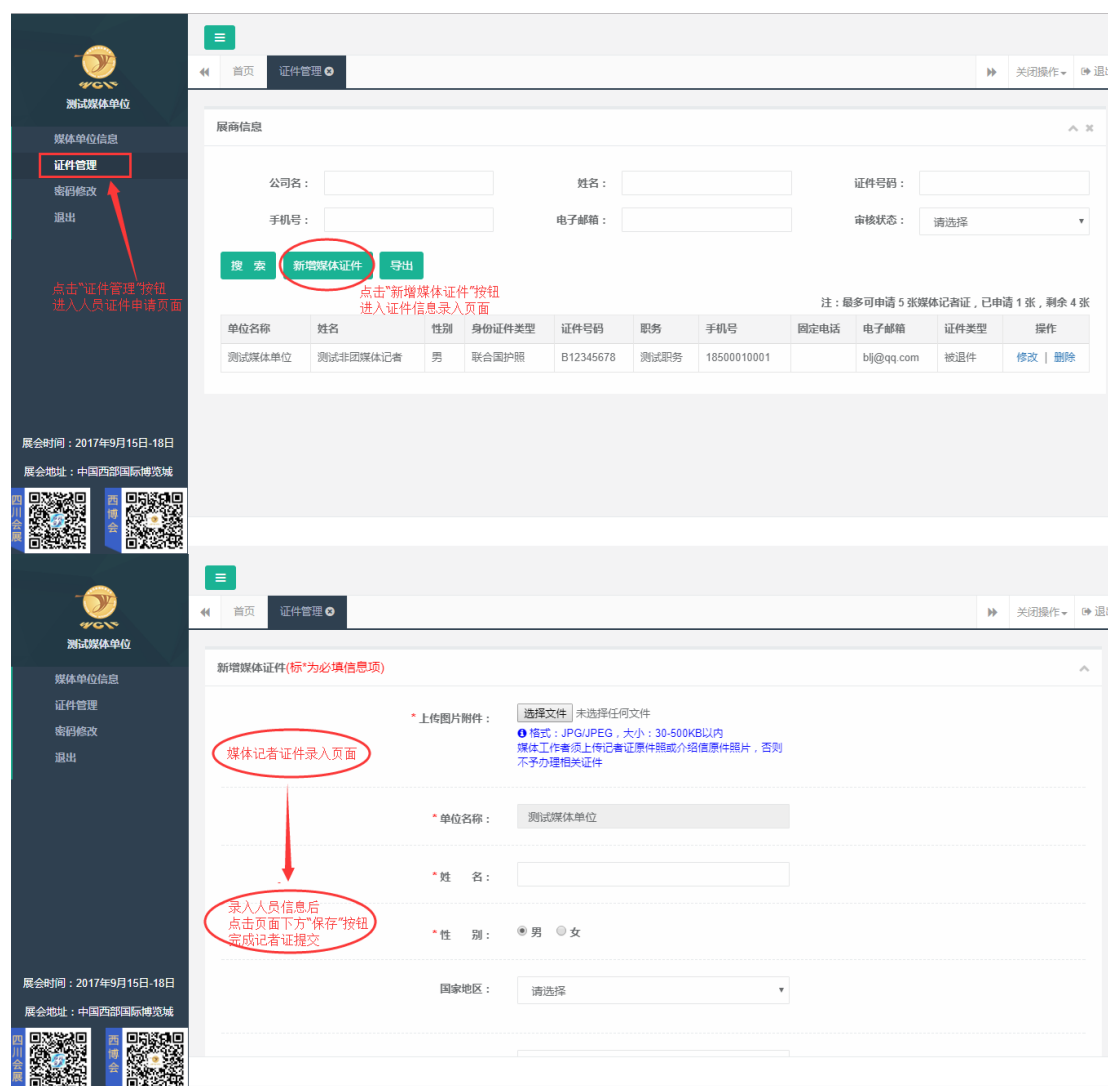 WCIF
测试媒体单位
媒体单位信息
证件管理
密码修改
退出
点击“证件管理”按钮
进入人员证件申请页面
展会时间：2017年9月15日-18日
展会地址：中国西部国际博览城
四川会展
西博会
首页
证件管理
关闭操作
展商信息
公司名：
姓名：
证件号码：
手机号：
电子邮箱：
审核状态：
请选择
搜 索
新增媒体证件
导出
点击“新增媒体证件”按钮
进入证件信息录入页面
注：最多可申请 5 张媒体记者证，已申请 1 张，剩余 4 张
单位名称 姓名 性别 身份证件类型 证件号码 职务 手机号 固定电话 电子邮箱 证件类型 操作
测试媒体单位 测试非团媒体记者 男 联合国护照 B12345678 测试职务 18500010001 blj@qq.com 被退件 修改 | 删除
测试媒体单位
媒体单位信息
证件管理
密码修改
退出
展会时间：2017年9月15日-18日
展会地址：中国西部国际博览城
四川会展
西博会
首页
证件管理
关闭操作
新增媒体证件(标*为必填信息项)
* 上传图片附件：
选择文件 未选择任何文件
格式：JPG/JPEG，大小：30-500KB以内
媒体工作者须上传记者证原件照或介绍信原件照片，否则
不予办理相关证件
媒体记者证件录入页面
* 单位名称：
测试媒体单位
* 姓 名：
录入人员信息后
点击页面下方“保存”按钮
完成记者证提交
* 性 别：
男
女
国家地区：
请选择